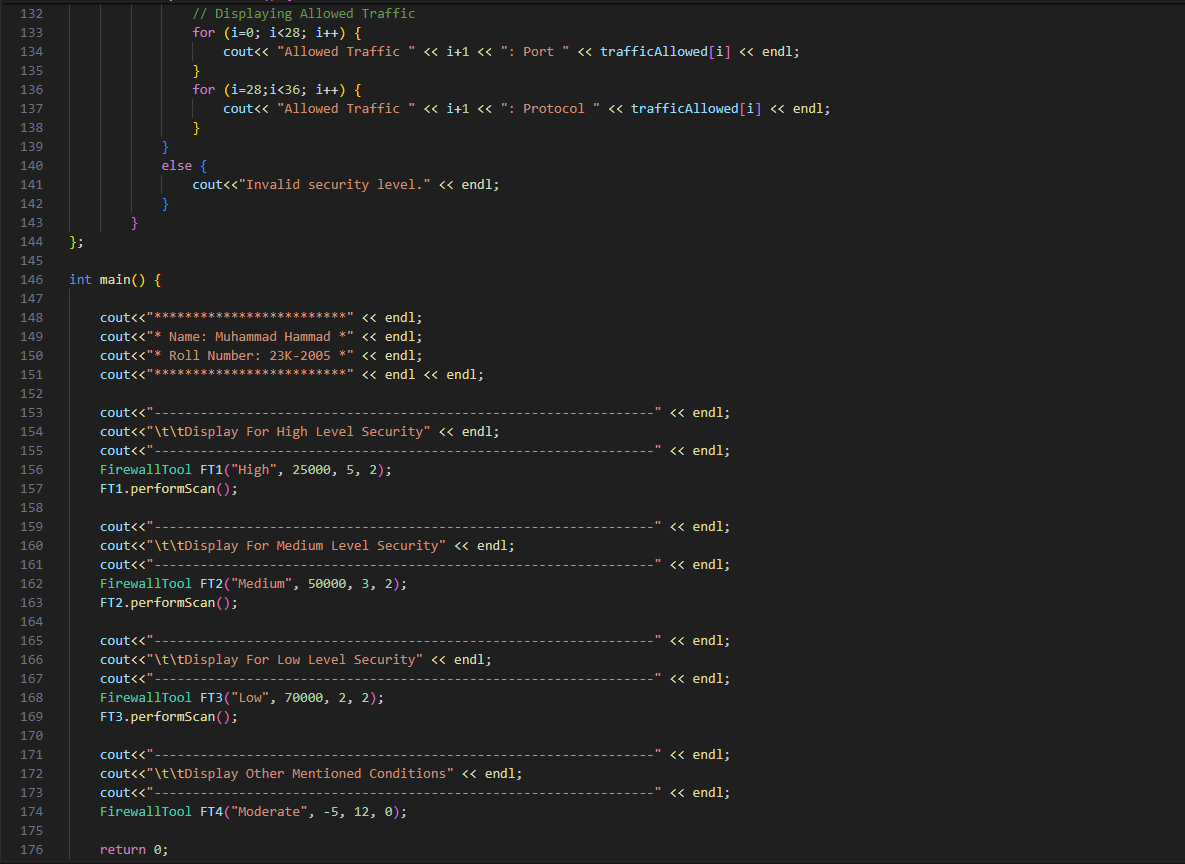 132 // Displaying Allowed Traffic
133 for (i=0; i<28; i++) {
134 cout<< "Allowed Traffic " << i+1 << ": Port " << trafficAllowed[i] << endl;
135 }
136 for (i=28;i<36; i++) {
137 cout<< "Allowed Traffic " << i+1 << ": Protocol " << trafficAllowed[i] << endl;
138 }
139 }
140 else {
141 cout<<"Invalid security level." << endl;
142 }
143 }
144 };
145
146 int main() {
147
148 cout<<"*************************" << endl;
149 cout<<"* Name: Muhammad Hammad *" << endl;
150 cout<<"* Roll Number: 23K-2005 *" << endl;
151 cout<<"*************************" << endl << endl;
152
153 cout<<"-----------------------------------------------------------------" << endl;
154 cout<<"\t\tDisplay For High Level Security" << endl;
155 cout<<"-----------------------------------------------------------------" << endl;
156 FirewallTool FT1("High", 25000, 5, 2);
157 FT1.performScan();
158
159 cout<<"-----------------------------------------------------------------" << endl;
160 cout<<"\t\tDisplay For Medium Level Security" << endl;
161 cout<<"-----------------------------------------------------------------" << endl;
162 FirewallTool FT2("Medium", 50000, 3, 2);
163 FT2.performScan();
164
165 cout<<"-----------------------------------------------------------------" << endl;
166 cout<<"\t\tDisplay For Low Level Security" << endl;
167 cout<<"-----------------------------------------------------------------" << endl;
168 FirewallTool FT3("Low", 70000, 2, 2);
169 FT3.performScan();
170
171 cout<<"-----------------------------------------------------------------" << endl;
172 cout<<"\t\tDisplay Other Mentioned Conditions" << endl;
173 cout<<"-----------------------------------------------------------------" << endl;
174 FirewallTool FT4("Moderate", -5, 12, 0);
175
176 return 0;